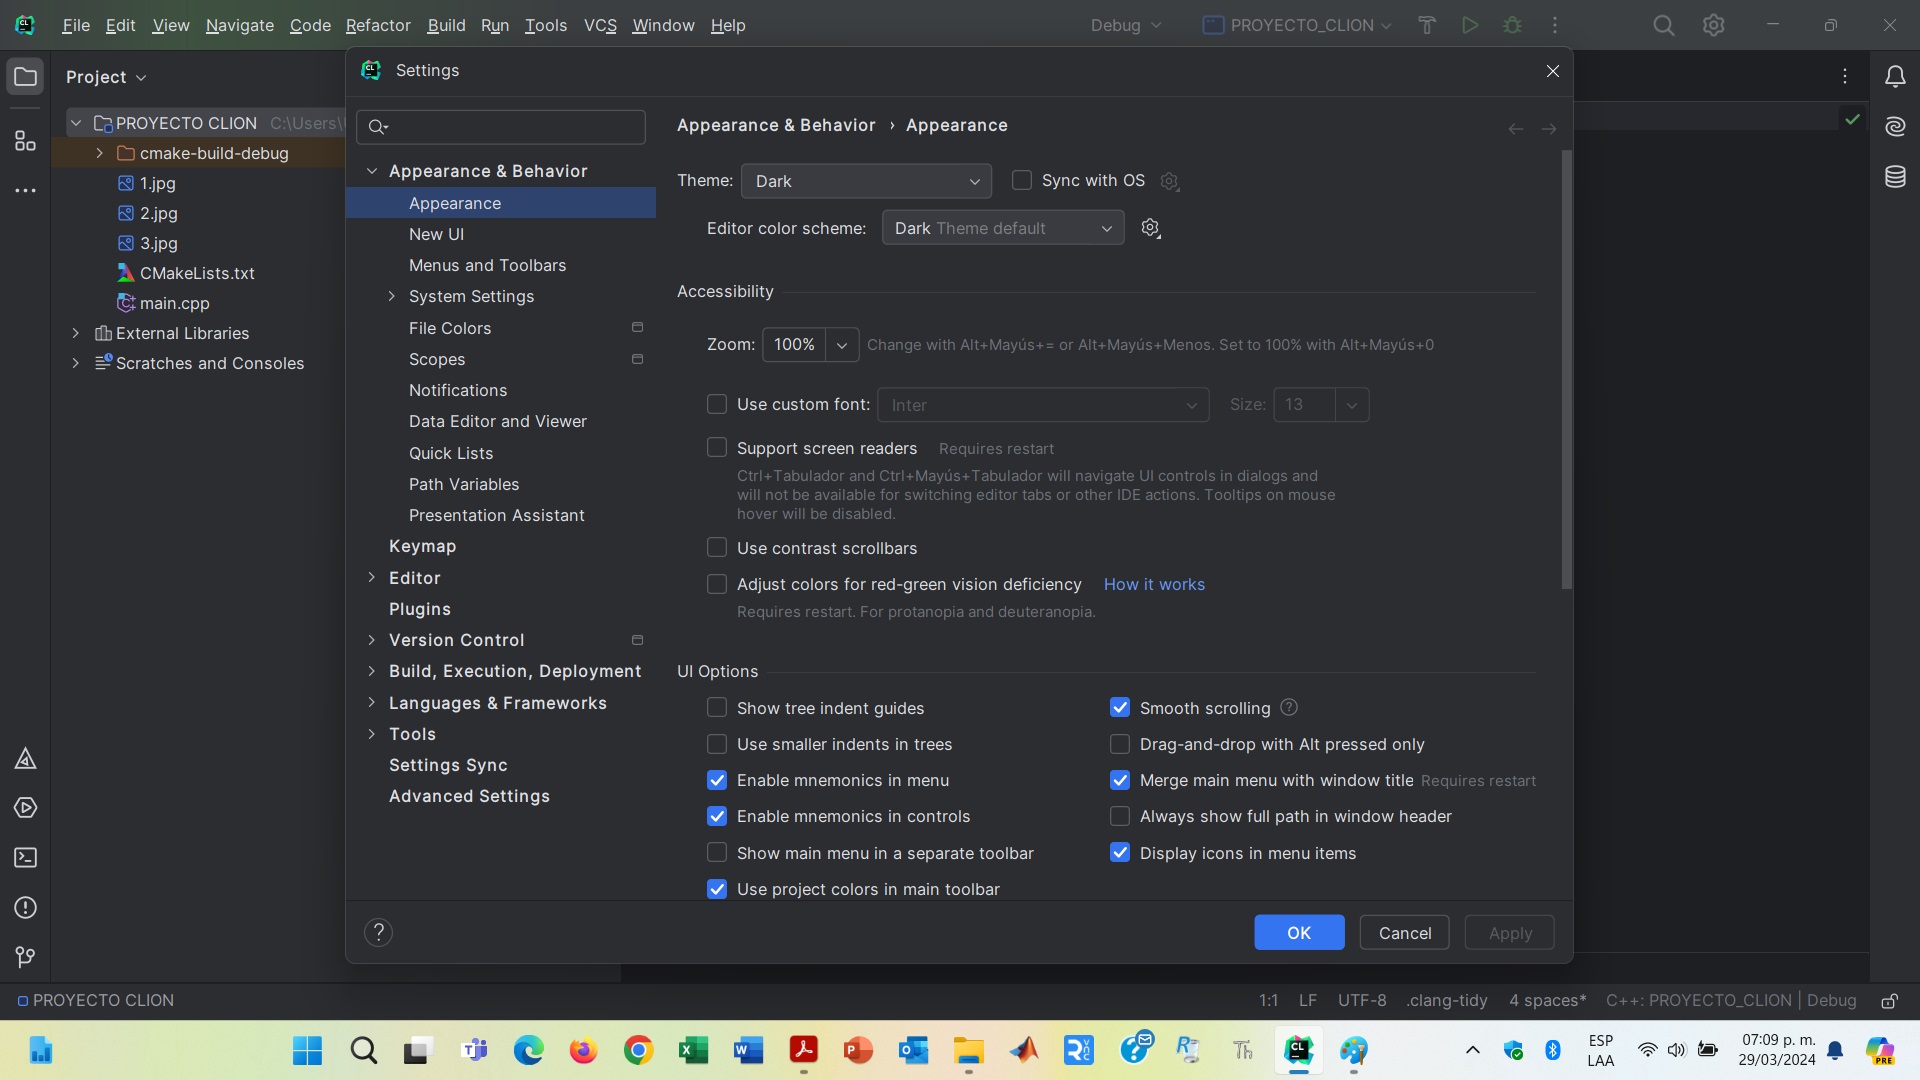 File Edit View Navigate Code Refactor Build Run Tools VCS Window Help Debug PROYECTO_CLION
Project
PROYECTO CLION C:\Users\
cmake-build-debug
1.jpg
2.jpg
3.jpg
CMakeLists.txt
main.cpp
External Libraries
Scratches and Consoles
Settings
Appearance & Behavior
Appearance
New UI
Menus and Toolbars
System Settings
File Colors
Scopes
Notifications
Data Editor and Viewer
Quick Lists
Path Variables
Presentation Assistant
Keymap
Editor
Plugins
Version Control
Build, Execution, Deployment
Languages & Frameworks
Tools
Settings Sync
Advanced Settings
Appearance & Behavior › Appearance
Theme: Dark Sync with OS
Editor color scheme: Dark Theme default
Accessibility
Zoom: 100% Change with Alt+Mayús+= or Alt+Mayús+Menos. Set to 100% with Alt+Mayús+0
Use custom font: Inter Size: 13
Support screen readers Requires restart
Ctrl+Tabulador and Ctrl+Mayús+Tabulador will navigate UI controls in dialogs and
will not be available for switching editor tabs or other IDE actions. Tooltips on mouse
hover will be disabled.
Use contrast scrollbars
Adjust colors for red-green vision deficiency How it works
Requires restart. For protanopia and deuteranopia.
UI Options
Show tree indent guides Smooth scrolling
Use smaller indents in trees Drag-and-drop with Alt pressed only
Enable mnemonics in menu Merge main menu with window title Requires restart
Enable mnemonics in controls Always show full path in window header
Show main menu in a separate toolbar Display icons in menu items
Use project colors in main toolbar
OK Cancel Apply
PROYECTO CLION 1:1 LF UTF-8 .clang-tidy 4 spaces* C++: PROYECTO_CLION | Debug
ESP
LAA
07:09 p. m.
29/03/2024